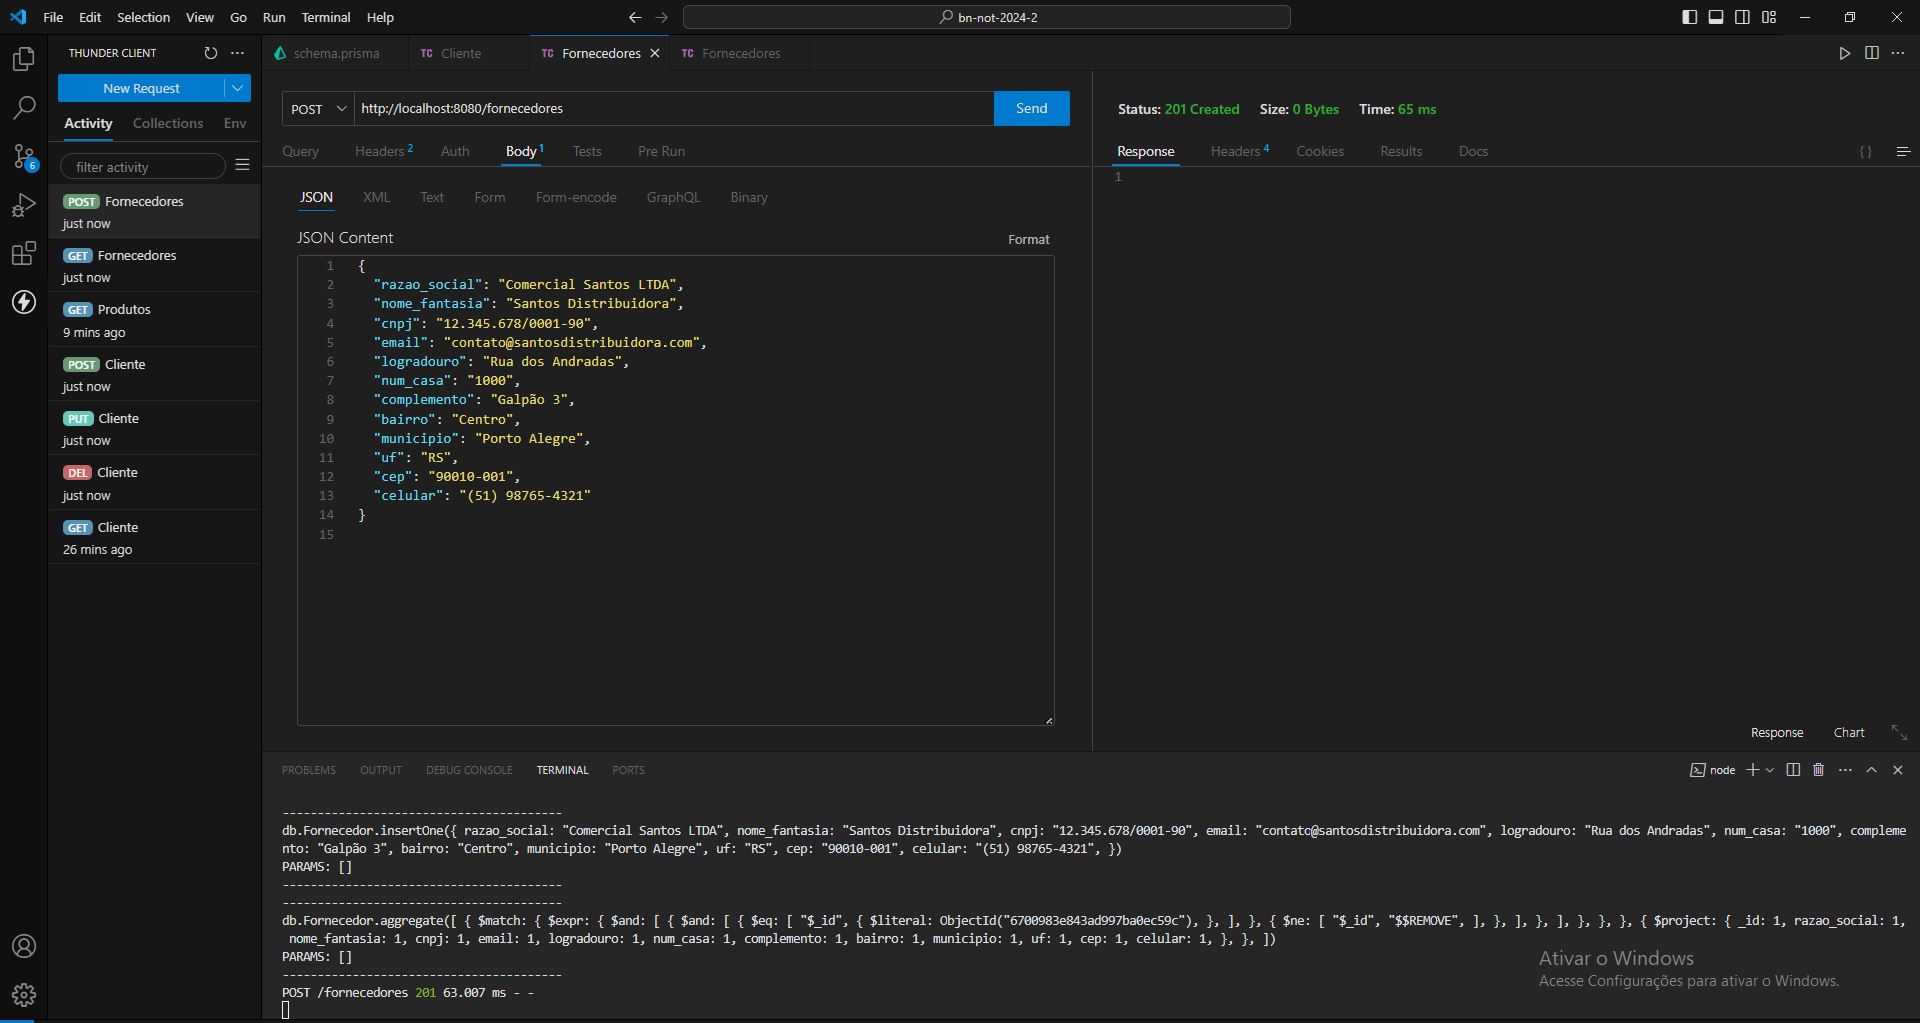 File Edit Selection View Go Run Terminal Help
bn-not-2024-2
THUNDER CLIENT
schema.prisma
TC Cliente
TC Fornecedores
TC Fornecedores
New Request
POST
http://localhost:8080/fornecedores
Send
Status: 201 Created Size: 0 Bytes Time: 65 ms
Activity Collections Env
Query Headers 2 Auth Body 1 Tests Pre Run
Response Headers 4 Cookies Results Docs
{ }
filter activity
1
JSON XML Text Form Form-encode GraphQL Binary
POST Fornecedores
just now
GET Fornecedores
just now
GET Produtos
9 mins ago
POST Cliente
just now
PUT Cliente
just now
DEL Cliente
just now
GET Cliente
26 mins ago
6
JSON Content
Format
1 {
2 "razao_social": "Comercial Santos LTDA",
3 "nome_fantasia": "Santos Distribuidora",
4 "cnpj": "12.345.678/0001-90",
5 "email": "contato@santosdistribuidora.com",
6 "logradouro": "Rua dos Andradas",
7 "num_casa": "1000",
8 "complemento": "Galpão 3",
9 "bairro": "Centro",
10 "municipio": "Porto Alegre",
11 "uf": "RS",
12 "cep": "90010-001",
13 "celular": "(51) 98765-4321"
14 }
15
Response Chart
PROBLEMS OUTPUT DEBUG CONSOLE TERMINAL PORTS
node
----------------------------------------
db.Fornecedor.insertOne({ razao_social: "Comercial Santos LTDA", nome_fantasia: "Santos Distribuidora", cnpj: "12.345.678/0001-90", email: "contato@santosdistribuidora.com", logradouro: "Rua dos Andradas", num_casa: "1000", compleme
nto: "Galpão 3", bairro: "Centro", municipio: "Porto Alegre", uf: "RS", cep: "90010-001", celular: "(51) 98765-4321", })
PARAMS: []
----------------------------------------
----------------------------------------
db.Fornecedor.aggregate([ { $match: { $expr: { $and: [ { $and: [ { $eq: [ "$_id", { $literal: ObjectId("6700983e843ad997ba0ec59c"), }, ], }, { $ne: [ "$_id", "$$REMOVE", ], }, ], }, ], }, }, }, { $project: { _id: 1, razao_social: 1,
nome_fantasia: 1, cnpj: 1, email: 1, logradouro: 1, num_casa: 1, complemento: 1, bairro: 1, municipio: 1, uf: 1, cep: 1, celular: 1, }, }, ])
PARAMS: []
----------------------------------------
POST /fornecedores 201 63.007 ms - -
Ativar o Windows
Acesse Configurações para ativar o Windows.